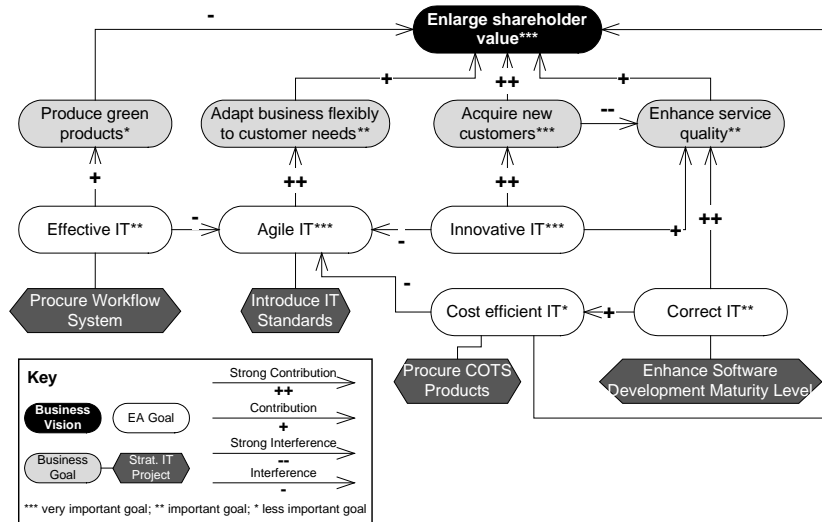 Enlarge shareholder
value***
-
+
++
+
Produce green
products*
Adapt business flexibly
to customer needs**
Acquire new
customers***
--
Enhance service
quality**
+
++
++
+
++
Effective IT**
-
Agile IT***
-
Innovative IT***
-
Procure Workflow
System
Introduce IT
Standards
Cost efficient IT*
+
Correct IT**
Procure COTS
Products
Enhance Software
Development Maturity Level
Key
Business
Vision
EA Goal
Business
Goal
Strat. IT
Project
Strong Contribution
++
Contribution
+
Strong Interference
--
Interference
-
*** very important goal; ** important goal; * less important goal